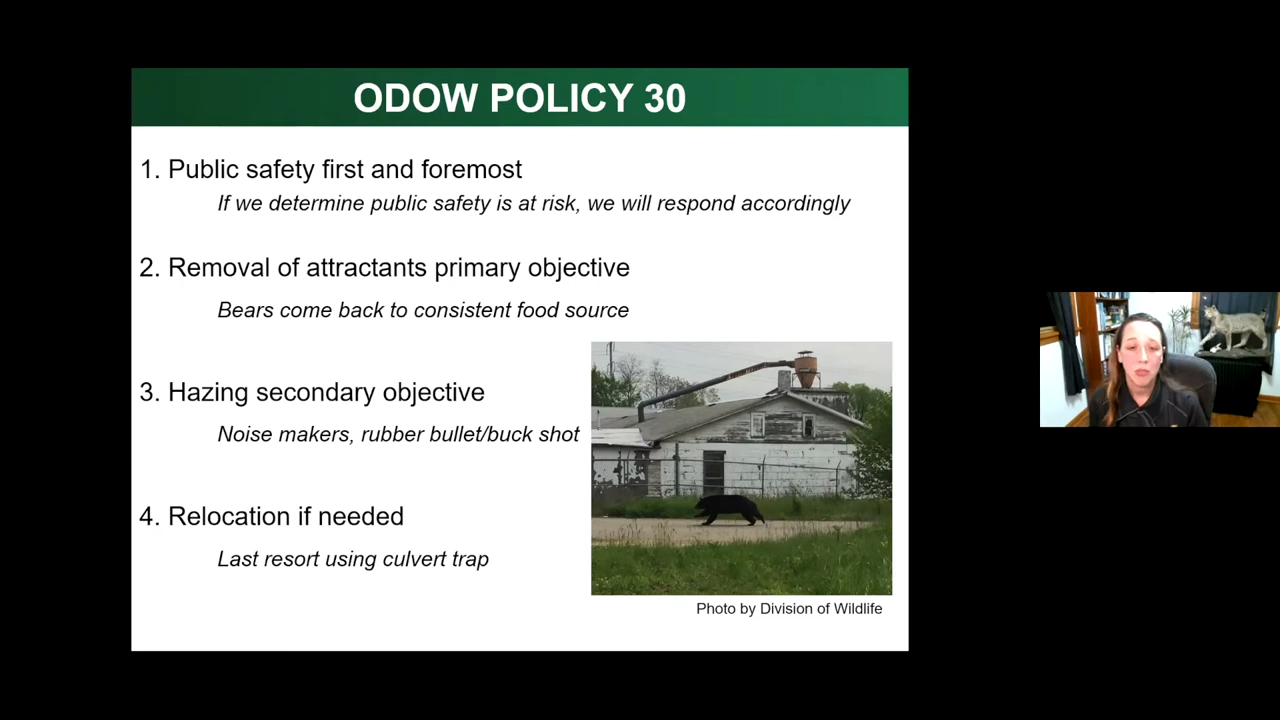 ODOW POLICY 30
1. Public safety first and foremost
If we determine public safety is at risk, we will respond accordingly
2. Removal of attractants primary objective
Bears come back to consistent food source
3. Hazing secondary objective
Noise makers, rubber bullet/buck shot
4. Relocation if needed
Last resort using culvert trap
Photo by Division of Wildlife